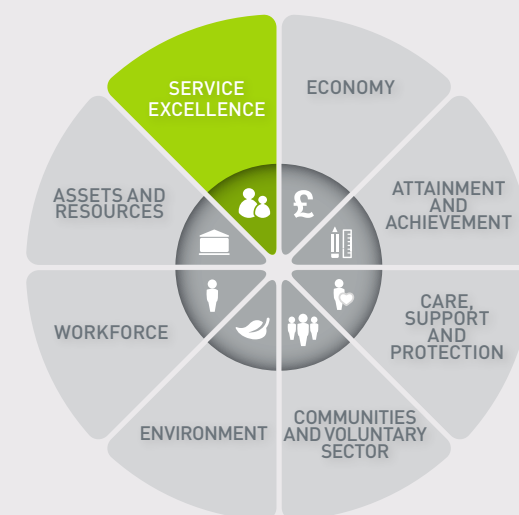 SERVICE
EXCELLENCE
ECONOMY
ATTAINMENT
AND
ACHIEVEMENT
CARE,
SUPPORT
AND
PROTECTION
COMMUNITIES
AND VOLUNTARY
SECTOR
ENVIRONMENT
WORKFORCE
ASSETS AND
RESOURCES
£